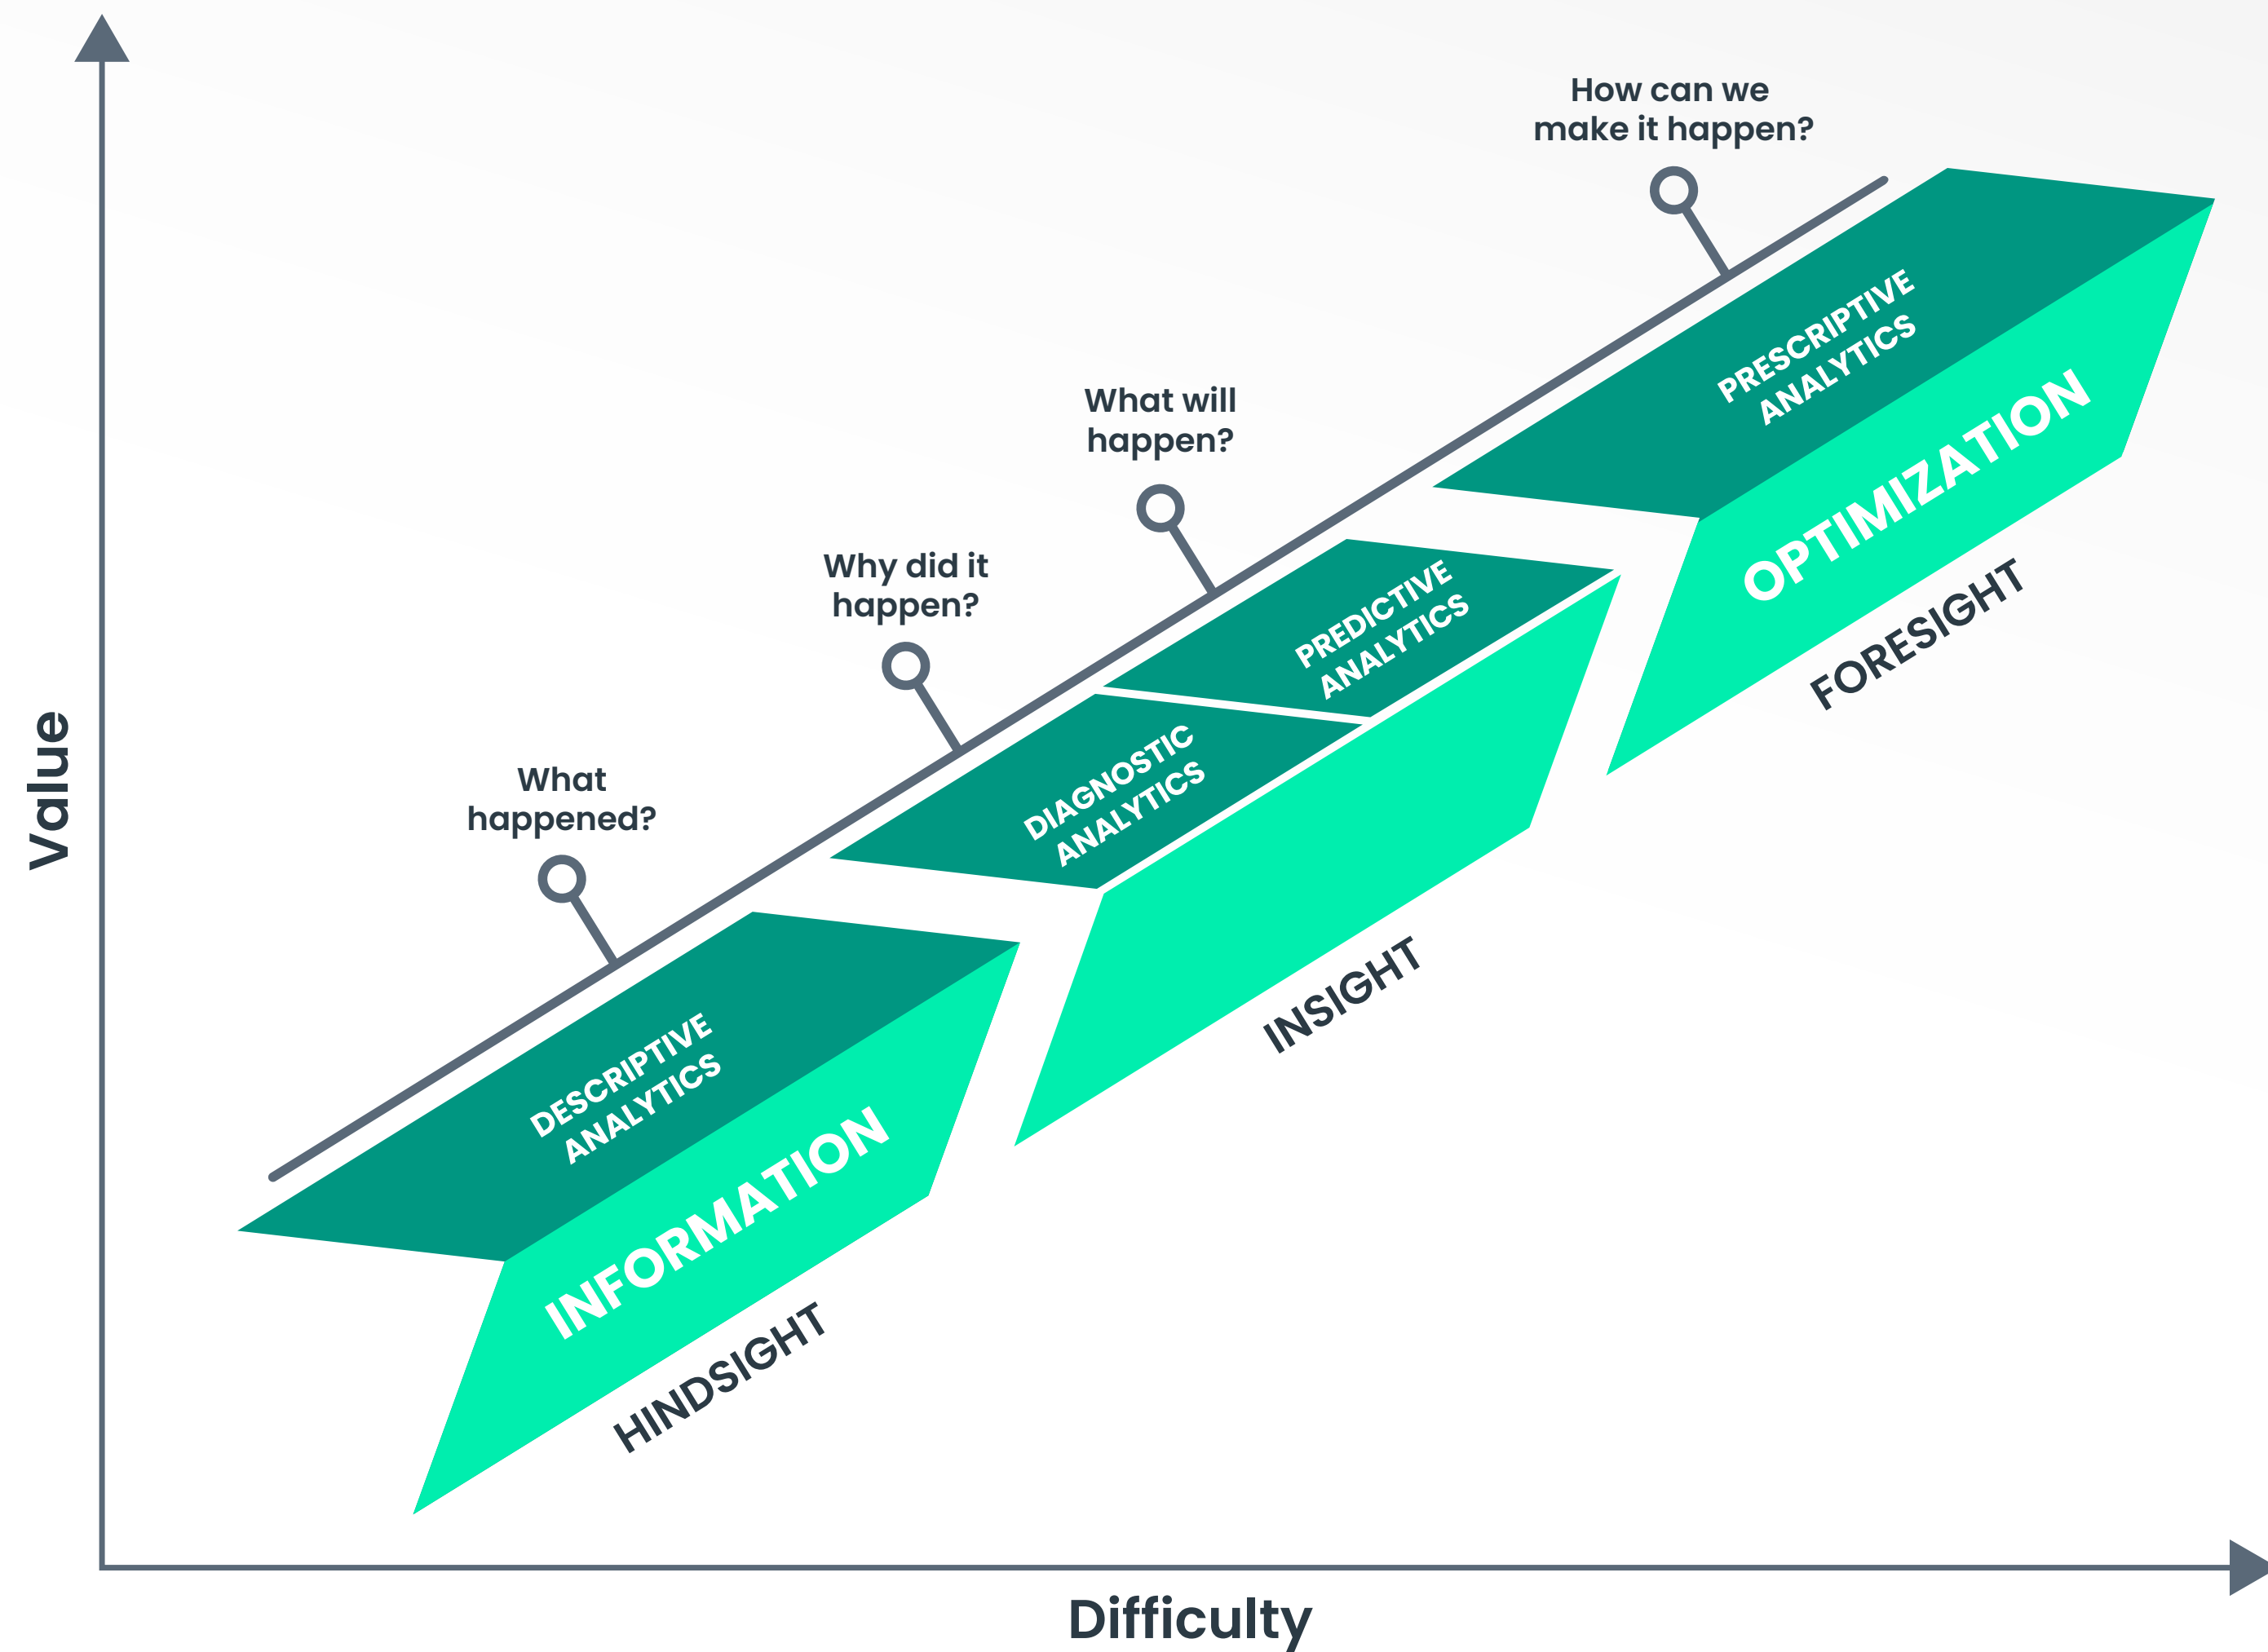 How can we
make it happen?
What will
happen?
Why did it
happen?
What
happened?
PRESCRIPTIVE
ANALYTICS
OPTIMIZATION
FORESIGHT
PREDICTIVE
ANALYTICS
DIAGNOSTIC
ANALYTICS
INSIGHT
DESCRIPTIVE
ANALYTICS
INFORMATION
HINDSIGHT
Value
Difficulty